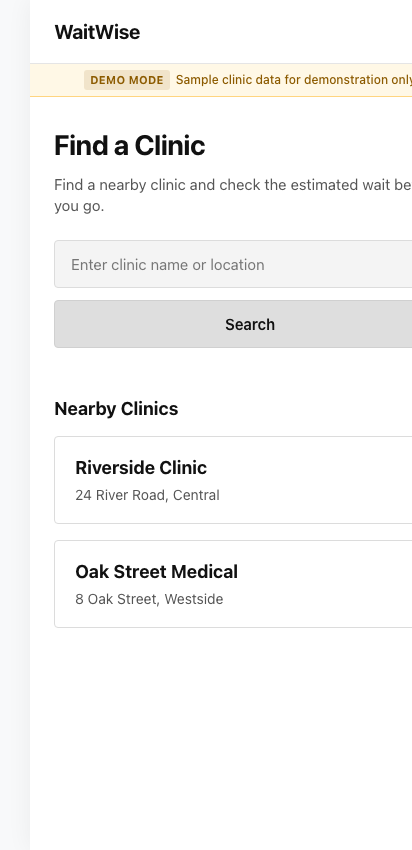 WaitWise
DEMO MODE Sample clinic data for demonstration only
Find a Clinic
Find a nearby clinic and check the estimated wait be
you go.
Enter clinic name or location
Search
Nearby Clinics
Riverside Clinic
24 River Road, Central
Oak Street Medical
8 Oak Street, Westside